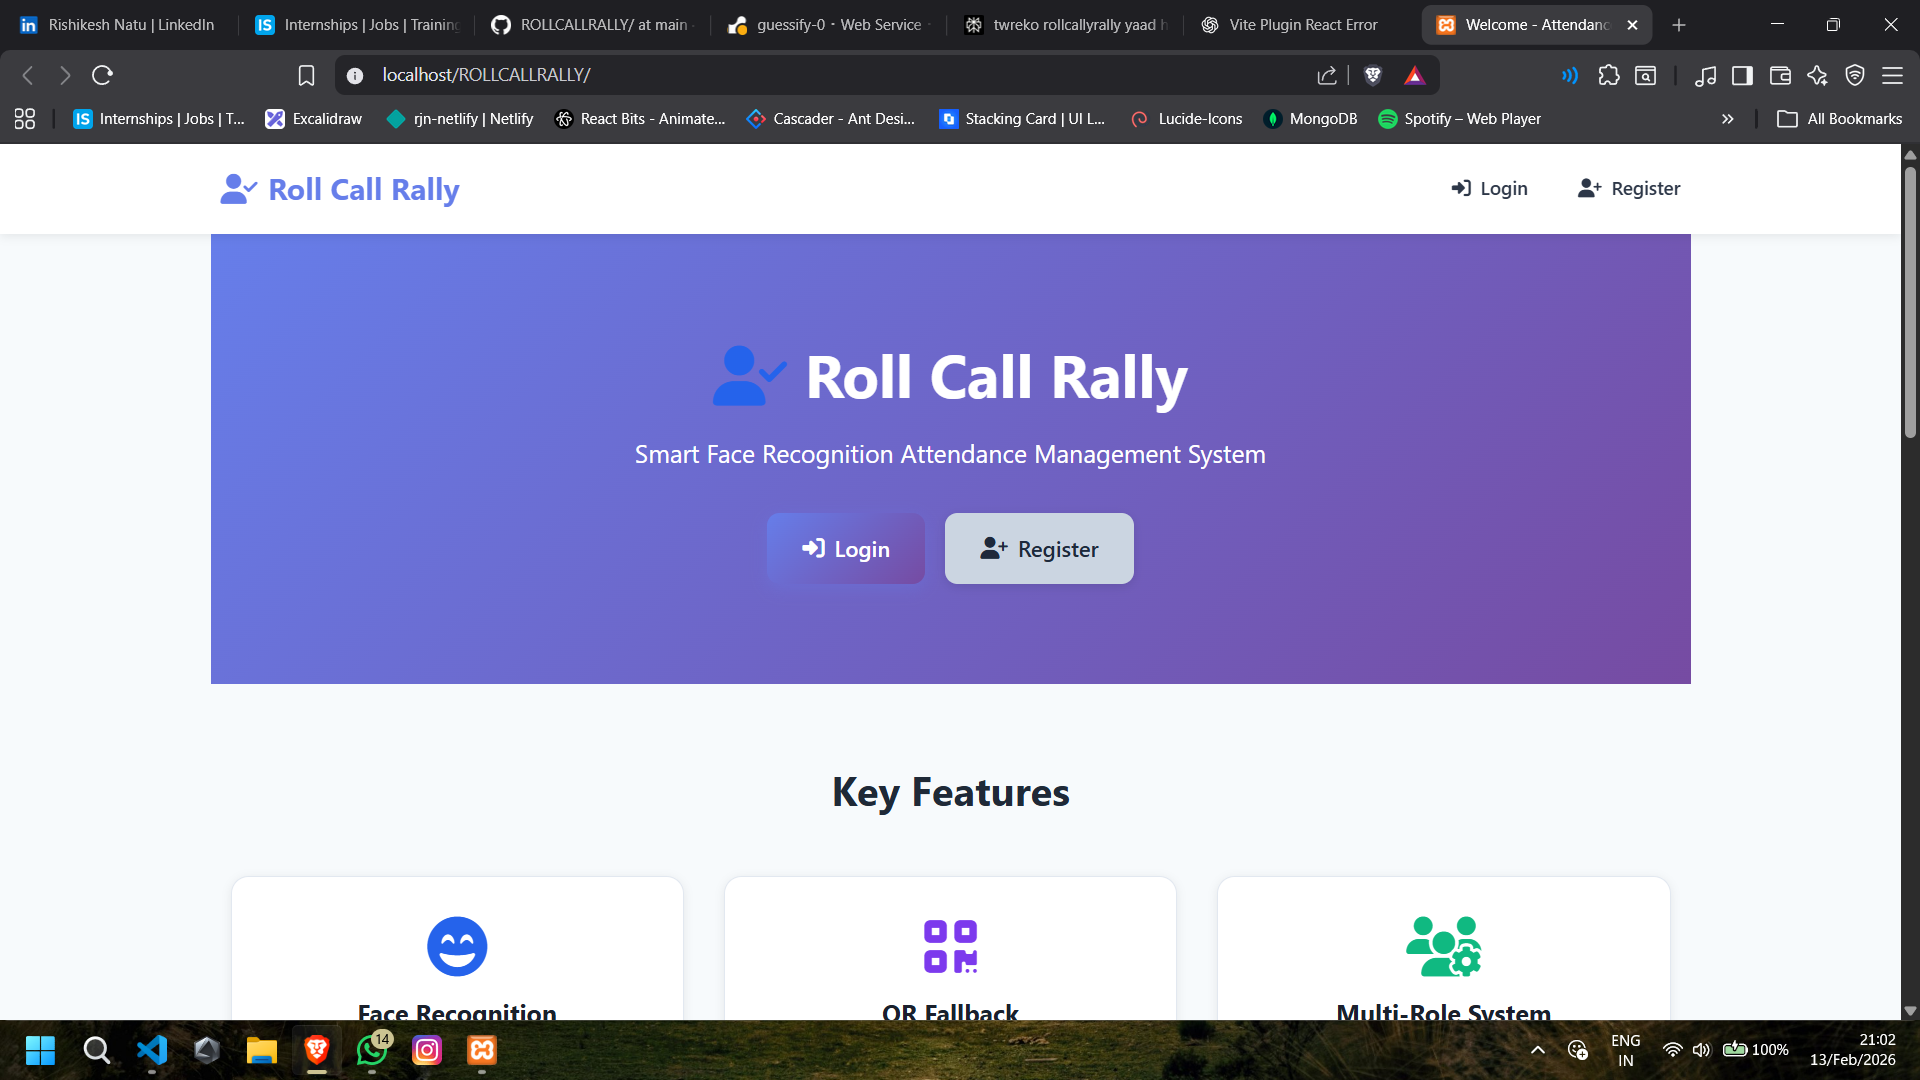 Rishikesh Natu | LinkedIn
Internships | Jobs | Training
ROLLCALLRALLY/ at main
guessify-0 · Web Service
twreko rollcallyrally yaad h
Vite Plugin React Error
Welcome - Attendanc
localhost/ROLLCALLRALLY/
Internships | Jobs | T...
Excalidraw
rjn-netlify | Netlify
React Bits - Animate...
Cascader - Ant Desi...
Stacking Card | UI L...
Lucide-Icons
MongoDB
Spotify – Web Player
All Bookmarks
Roll Call Rally
Login
Register
Roll Call Rally
Smart Face Recognition Attendance Management System
Login
Register
Key Features
Face Recognition
QR Fallback
Multi-Role System
14
ENG
IN
100%
21:02
13/Feb/2026